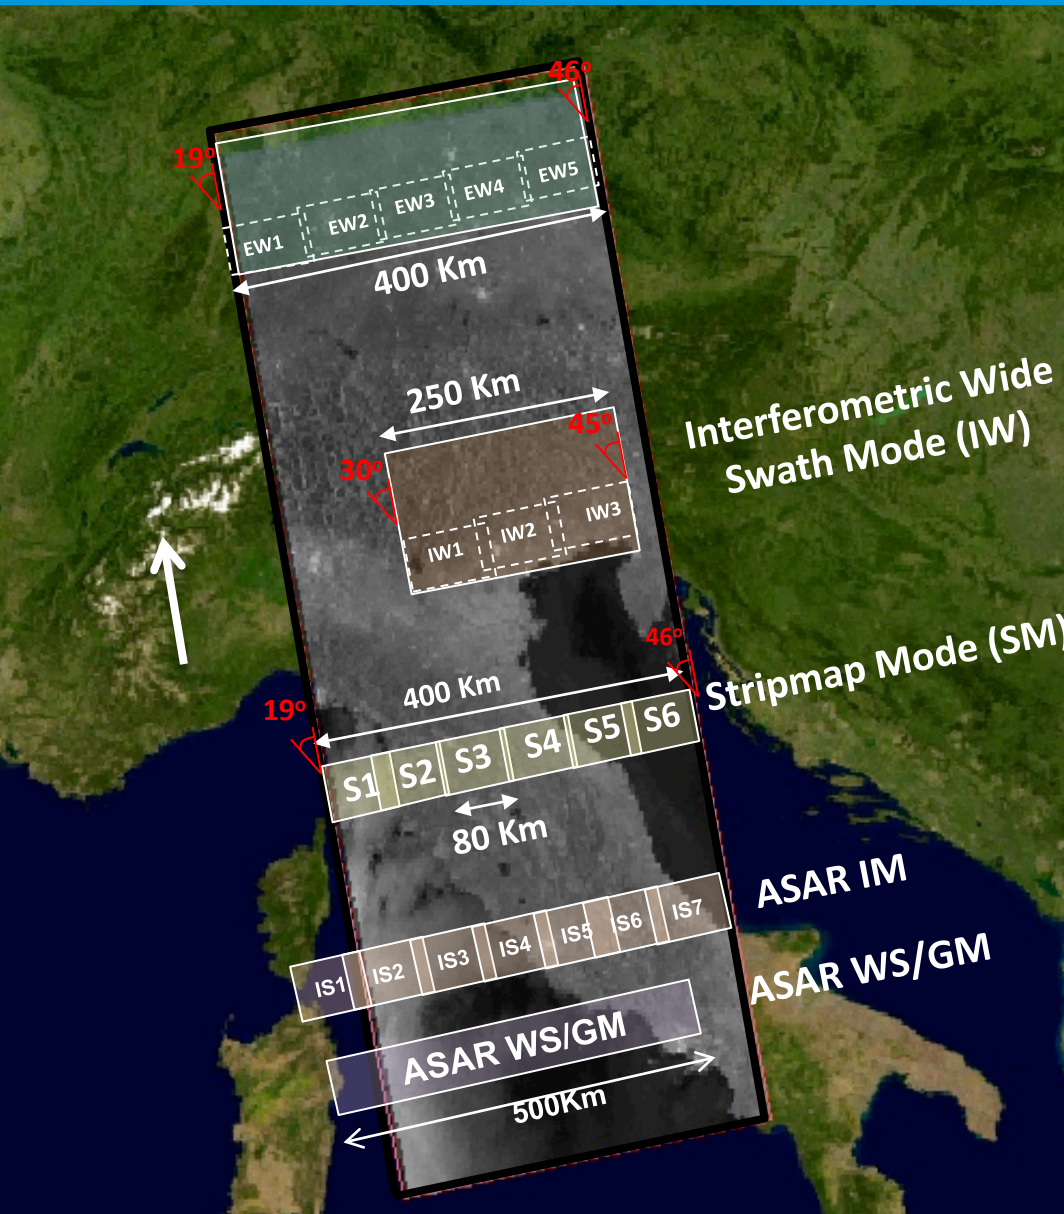 46º
19º
EW1
EW2
EW3
EW4
EW5
400 Km
250 Km
Interferometric Wide
Swath Mode (IW)
45º
30º
IW1
IW2
IW3
46º
Stripmap Mode (SM)
400 Km
19º
S1
S2
S3
S4
S5
S6
80 Km
ASAR IM
IS1
IS2
IS3
IS4
IS5
IS6
IS7
ASAR WS/GM
ASAR WS/GM
500Km